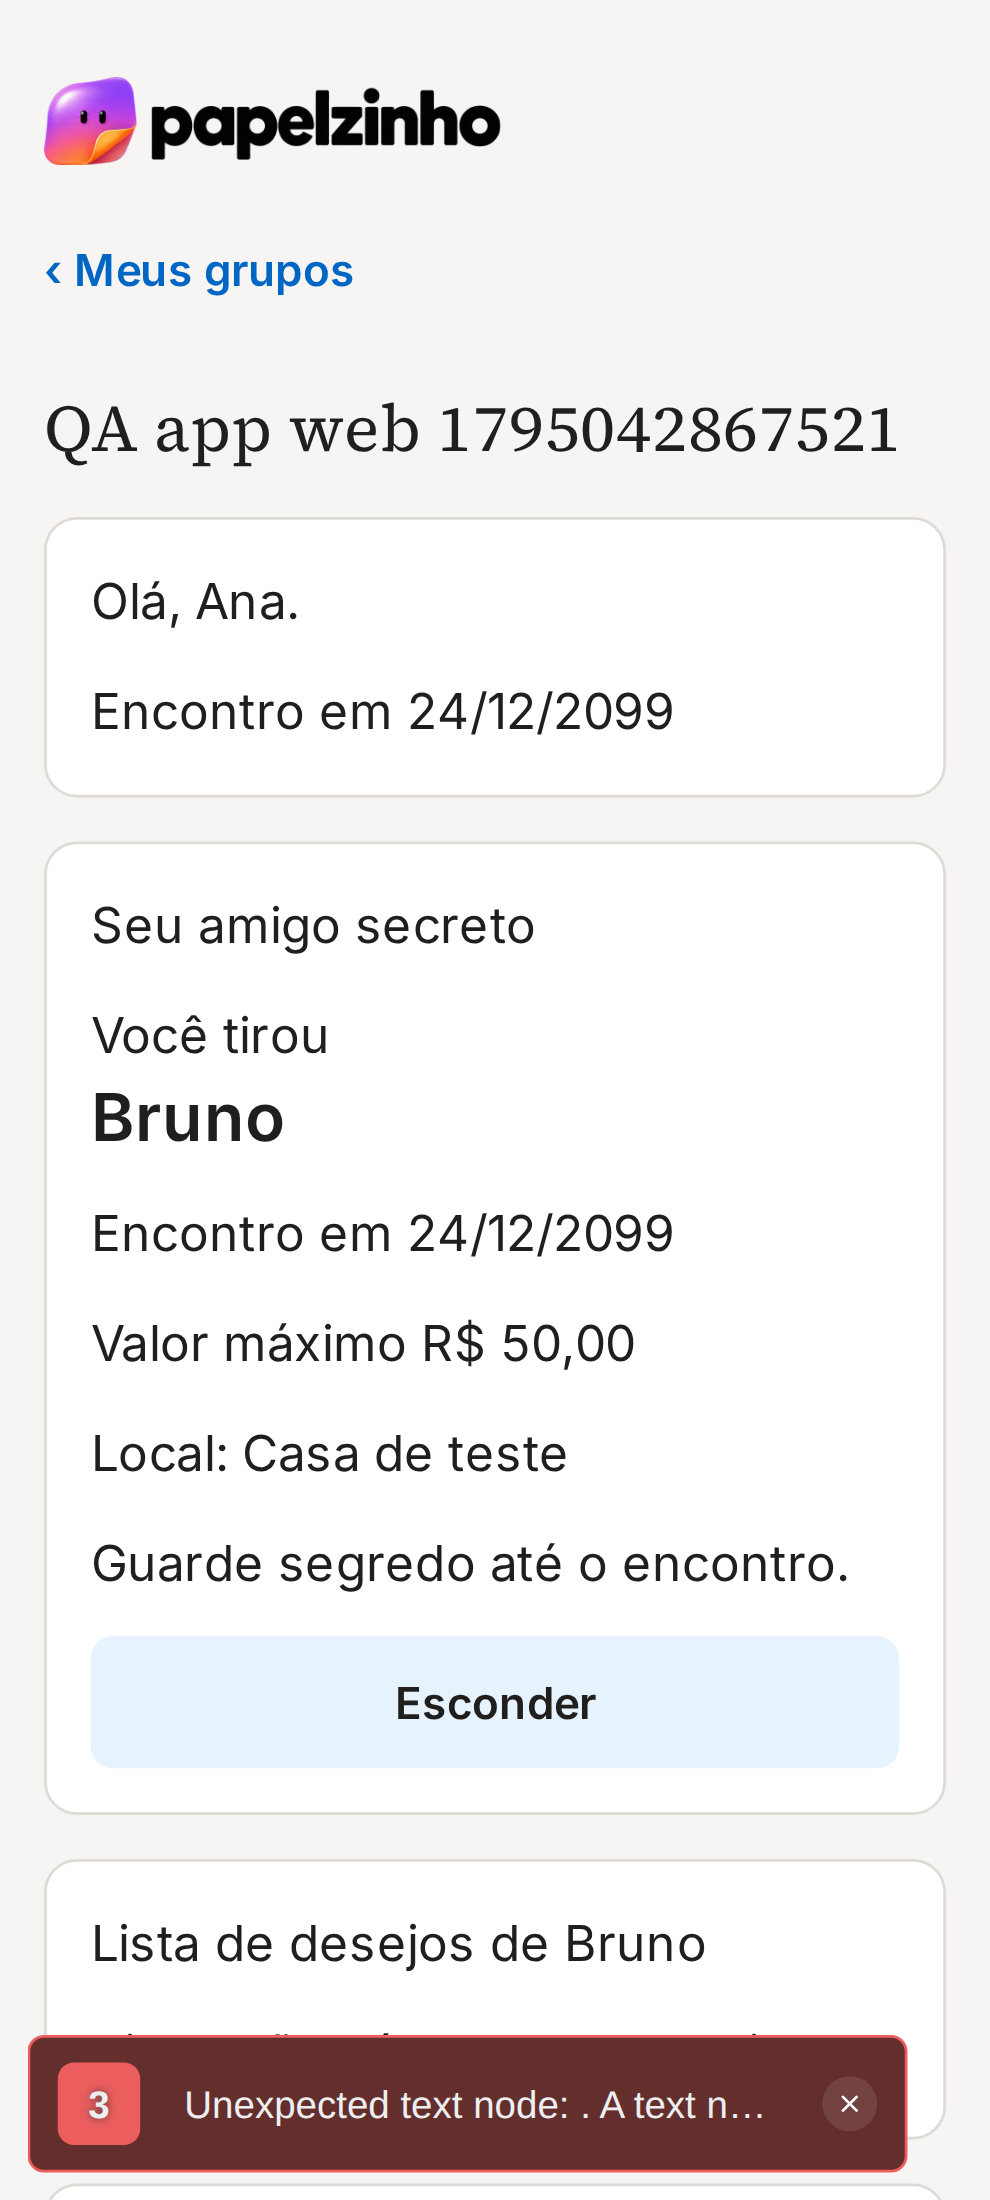 papelzinho
‹ Meus grupos
QA app web 1795042867521
Olá, Ana.
Encontro em 24/12/2099
Seu amigo secreto
Você tirou
Bruno
Encontro em 24/12/2099
Valor máximo R$ 50,00
Local: Casa de teste
Guarde segredo até o encontro.
Esconder
Lista de desejos de Bruno
3 Unexpected text node: . A text n…